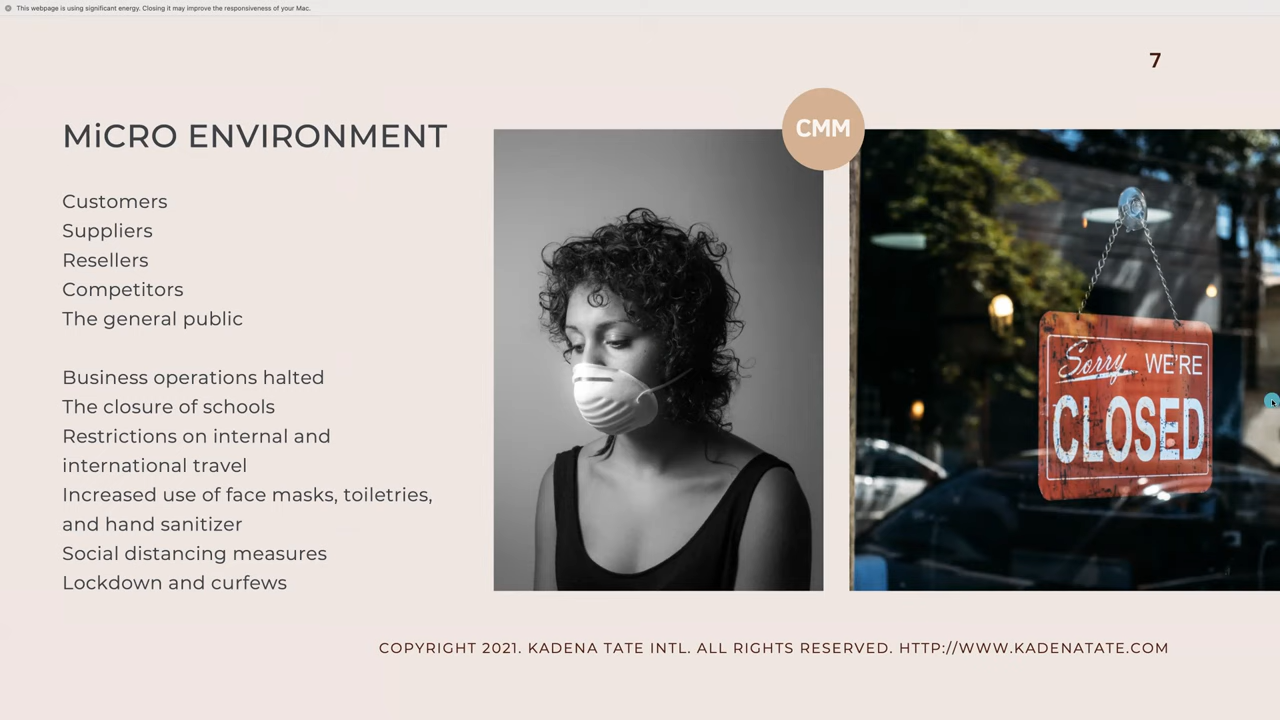 This webpage is using significant energy. Closing it may improve the responsiveness of your Mac.
7
CMM
MiCRO ENVIRONMENT
Customers
Suppliers
Resellers
Competitors
The general public
Business operations halted
The closure of schools
Restrictions on internal and
international travel
Increased use of face masks, toiletries,
and hand sanitizer
Social distancing measures
Lockdown and curfews
Sorry WE'RE
CLOSED
COPYRIGHT 2021. KADENA TATE INTL. ALL RIGHTS RESERVED. HTTP://WWW.KADENATATE.COM